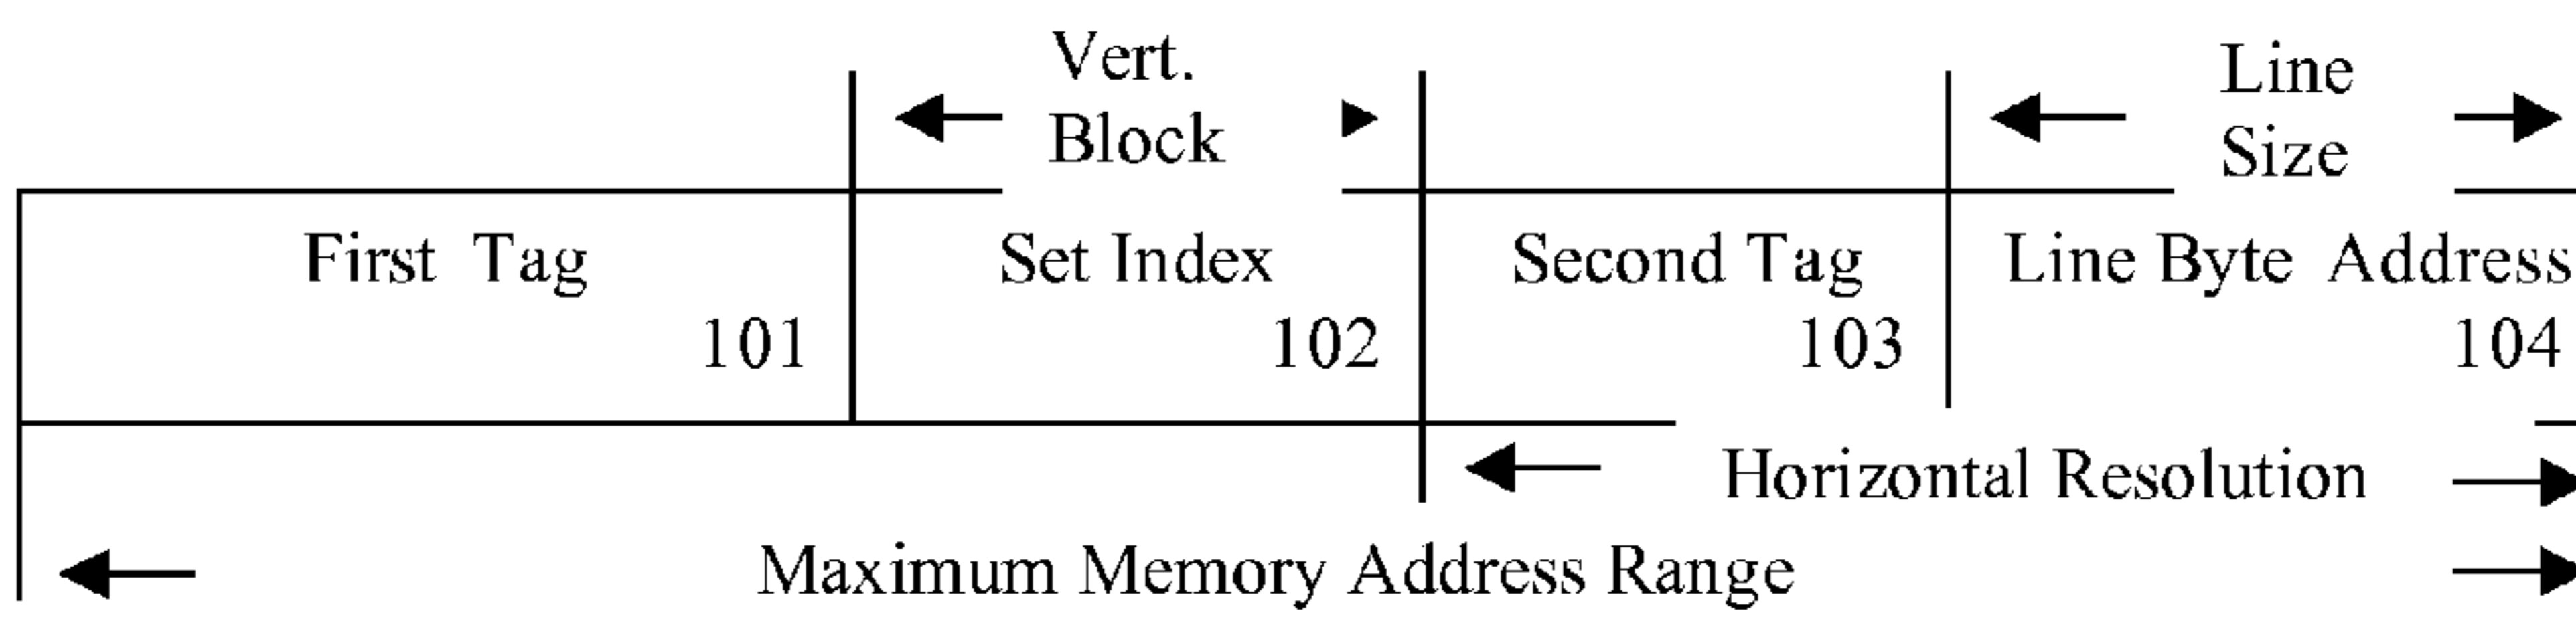 Vert.
Block
Line
Size
First Tag
Set Index
Second Tag
Line Byte Address
101
102
103
104
Horizontal Resolution
Maximum Memory Address Range